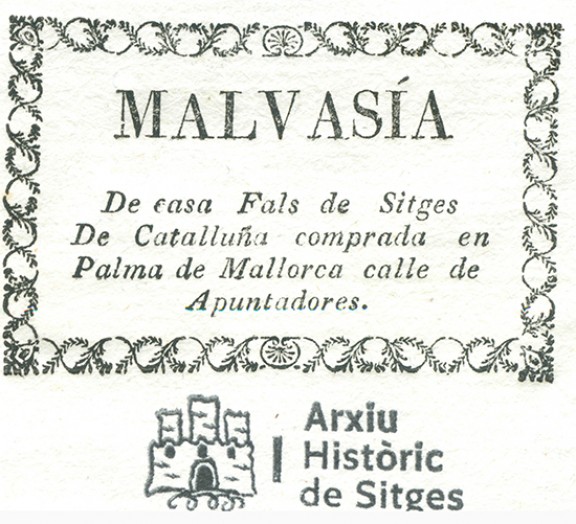 MALVASÍA
De casa Fals de Sitges
De Catalluña comprada en
Palma de Mallorca calle de
Apuntadores.
Arxiu
Històric
de Sitges